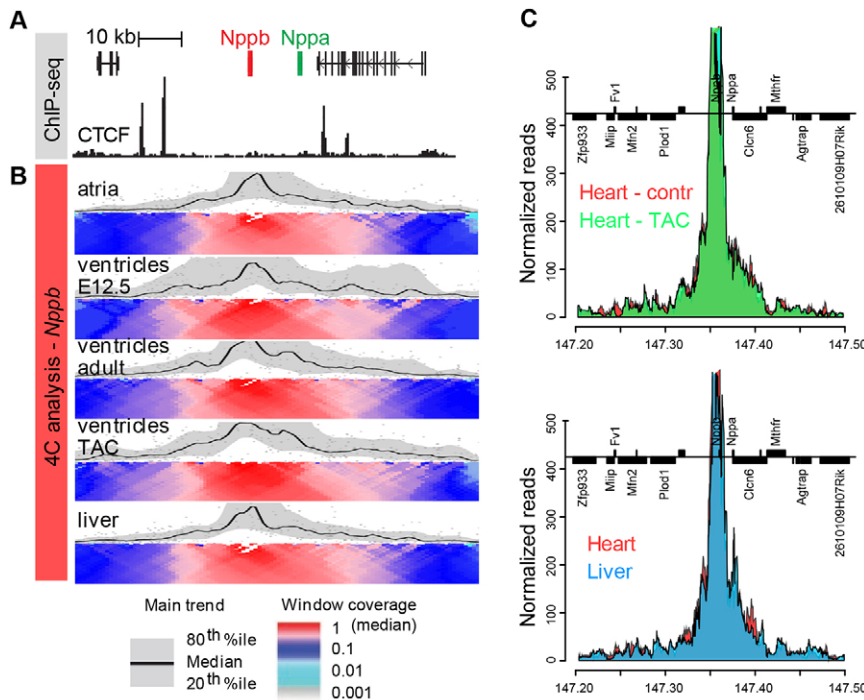 A
ChIP-seq
10 kb
Nppb
Nppa
CTCF
B
4C analysis - Nppb
atria
ventricles
E12.5
ventricles
adult
ventricles
TAC
liver
Main trend
80th %ile
Median
20th %ile
Window coverage
(median)
1
0.1
0.01
0.001
C
Normalized reads
500
400
300
200
100
0
Zfp933
Miip
Fv1
Mfn2
Plod1
Nppb
Nppa
Clcn6
Mthfr
Agtrap
2610109H07Rik
Heart - contr
Heart - TAC
147.20
147.30
147.40
147.50
Normalized reads
500
400
300
200
100
0
Zfp933
Miip
Fv1
Mfn2
Plod1
Nppb
Nppa
Clcn6
Mthfr
Agtrap
2610109H07Rik
Heart
Liver
147.20
147.30
147.40
147.50